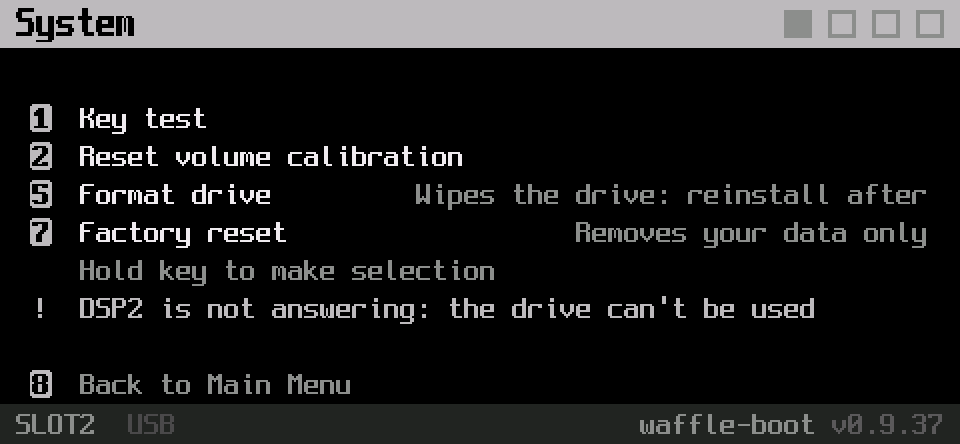 System
1 Key test
2 Reset volume calibration
5 Format drive Wipes the drive: reinstall after
7 Factory reset Removes your data only
Hold key to make selection
! DSP2 is not answering: the drive can't be used
8 Back to Main Menu
SLOT2 USB waffle-boot v0.9.37